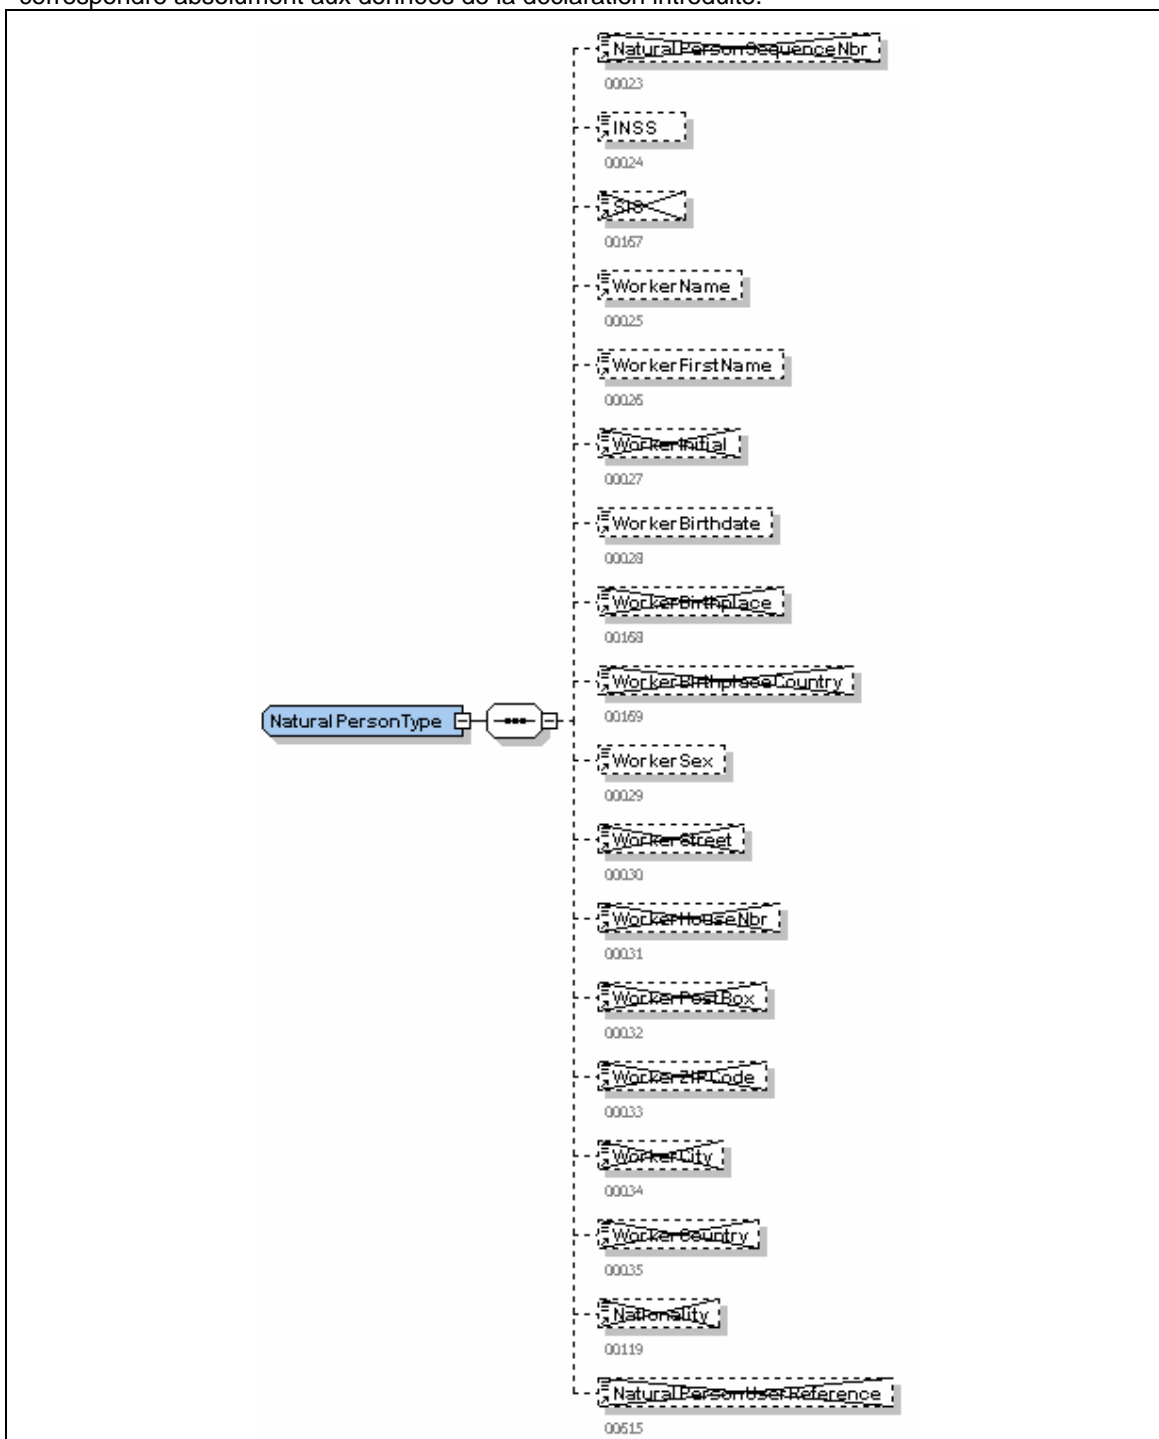 correspondre absolument aux données de la déclaration introduite.
NaturalPersonSequenceNbr
00023
INSS
00024
SIS
00167
WorkerName
00025
WorkerFirstName
00026
WorkerInitial
00027
WorkerBirthdate
00028
WorkerBirthplace
00168
WorkerBirthplaceCountry
00169
NaturalPersonType
WorkerSex
00029
WorkerStreet
00030
WorkerHouseNbr
00031
WorkerPostBox
00032
WorkerZIPCode
00033
WorkerCity
00034
WorkerCountry
00035
Nationality
00119
NaturalPersonUserReference
00615